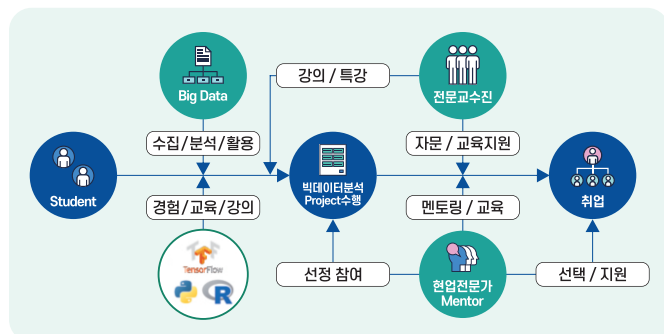 Big Data
강의 / 특강
전문교수진
수집/분석/활용
자문 / 교육지원
Student
빅데이터분석
Project수행
취업
경험/교육/강의
멘토링 / 교육
TensorFlow
R
선정 참여
현업전문가
Mentor
선택 / 지원